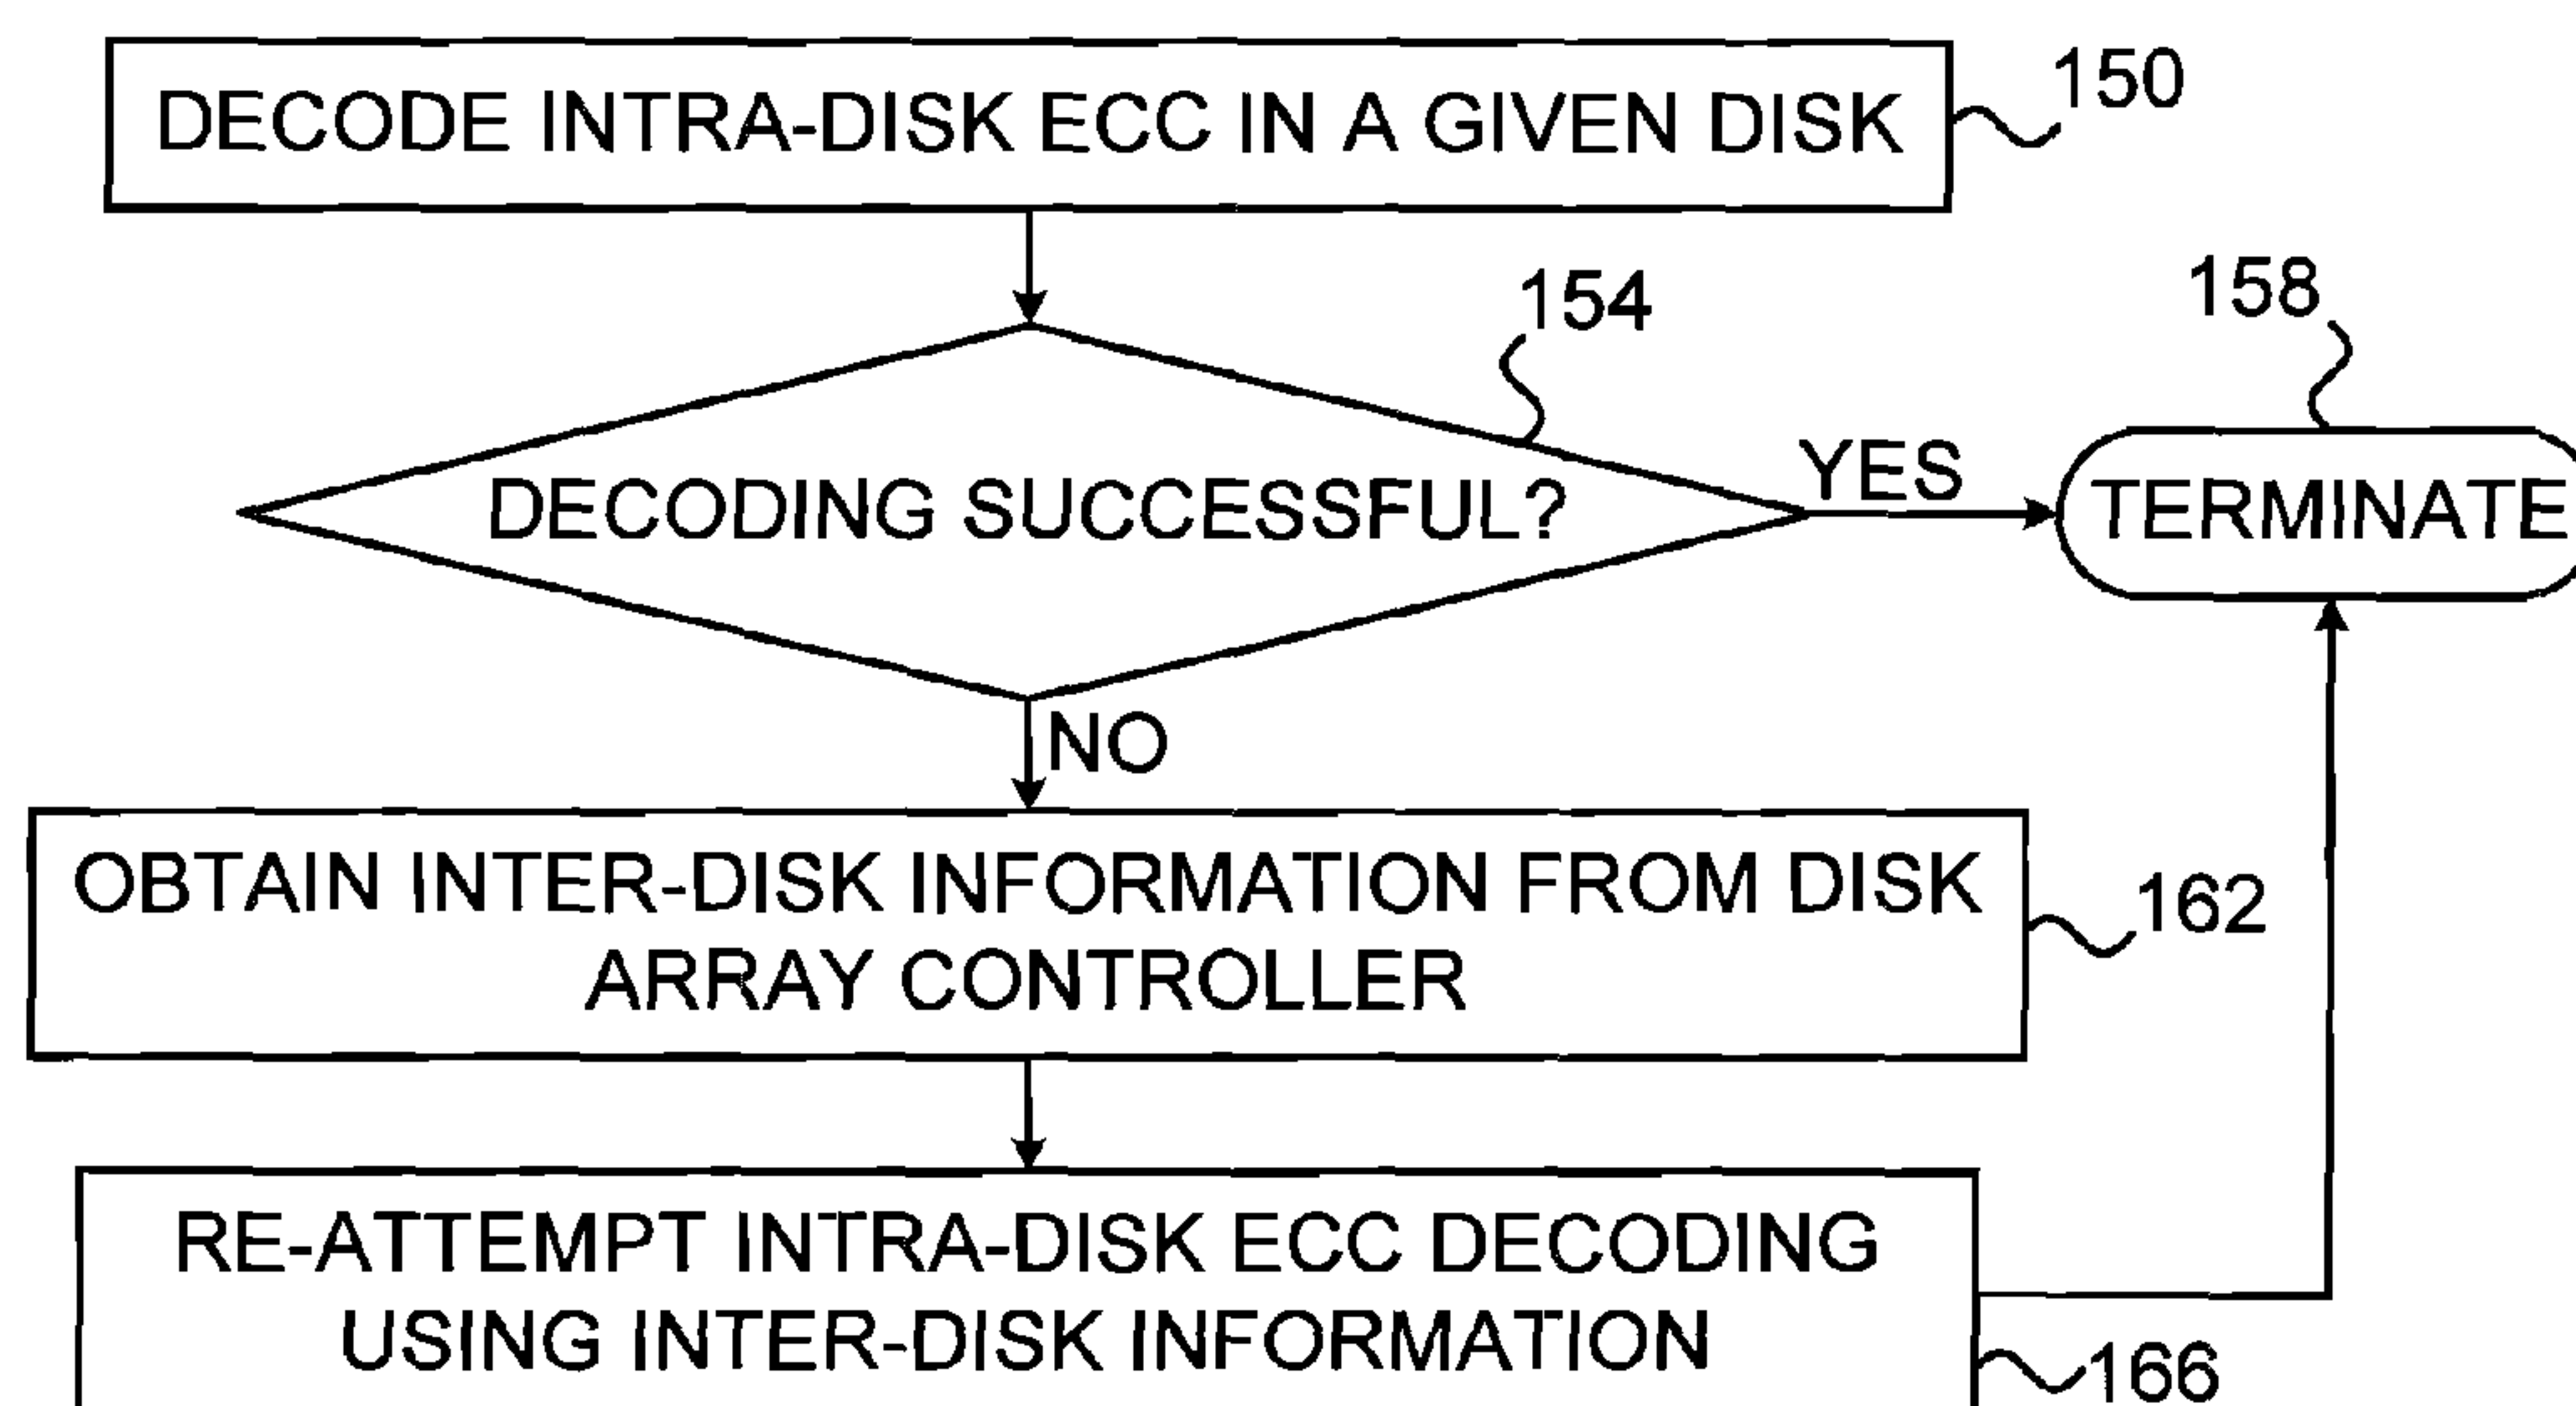 DECODE INTRA-DISK ECC IN A GIVEN DISK
150
154
158
DECODING SUCCESSFUL?
YES
TERMINATE
NO
OBTAIN INTER-DISK INFORMATION FROM DISK
ARRAY CONTROLLER
162
RE-ATTEMPT INTRA-DISK ECC DECODING
USING INTER-DISK INFORMATION
166